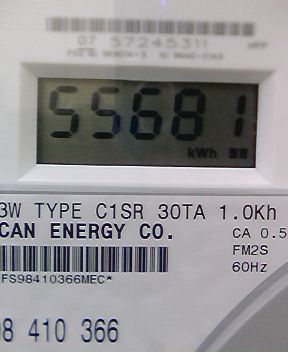 07 57245311
55681
kWh
3W TYPE C1SR 30TA 1.0Kh
CAN ENERGY CO.
CA 0.5
FM2S
60Hz
FS98410366MEC*
98 410 366